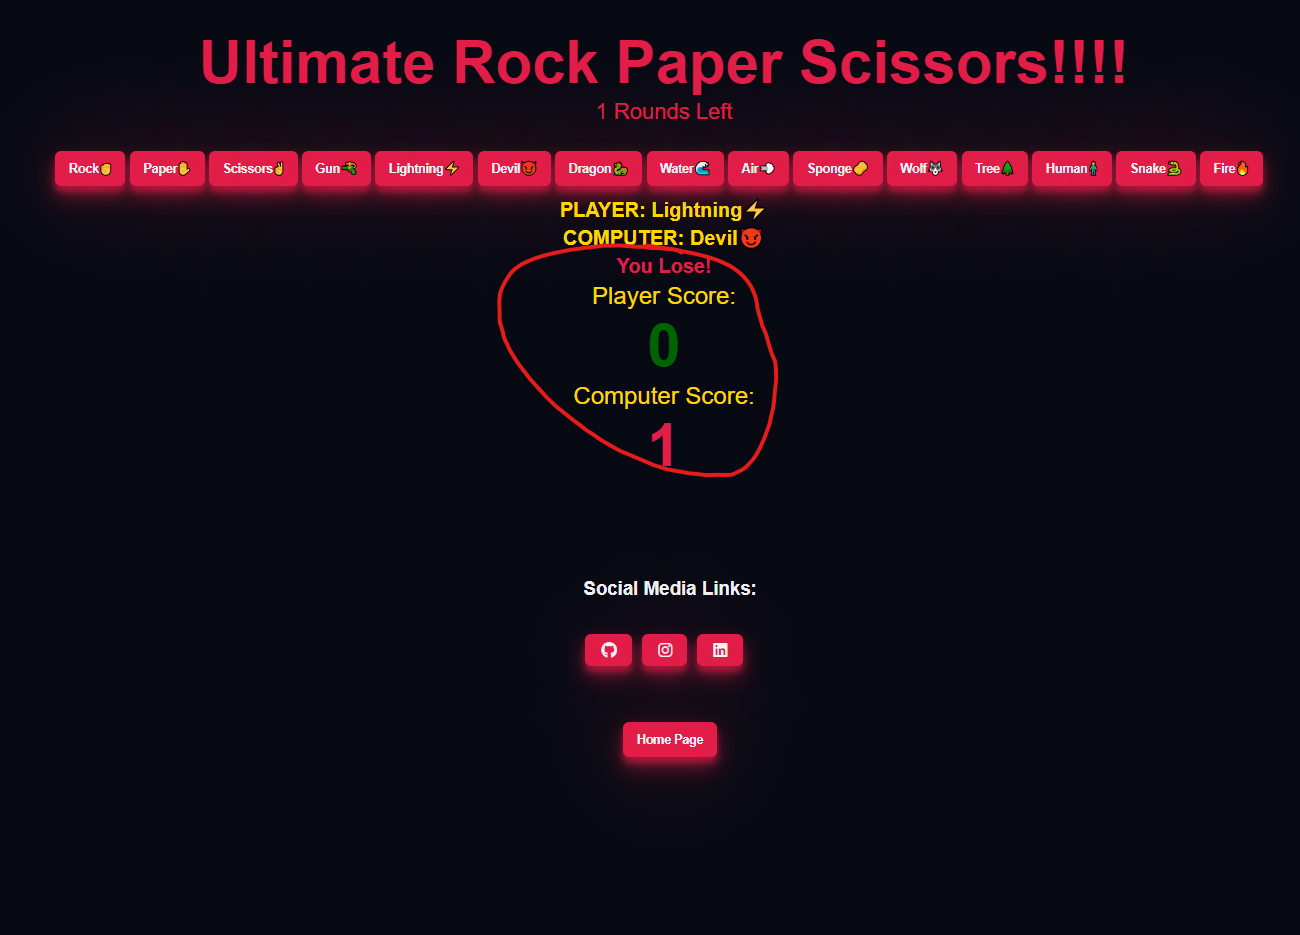 Ultimate Rock Paper Scissors!!!!
1 Rounds Left
Rock✊ Paper✋ Scissors✌ Gun🔫 Lightning⚡ Devil😈 Dragon🐉 Water🌊 Air💨 Sponge🧽 Wolf🐺 Tree🌲 Human🧍 Snake🐍 Fire🔥
PLAYER: Lightning⚡
COMPUTER: Devil😈
You Lose!
Player Score:
0
Computer Score:
1
Social Media Links:
in
Home Page